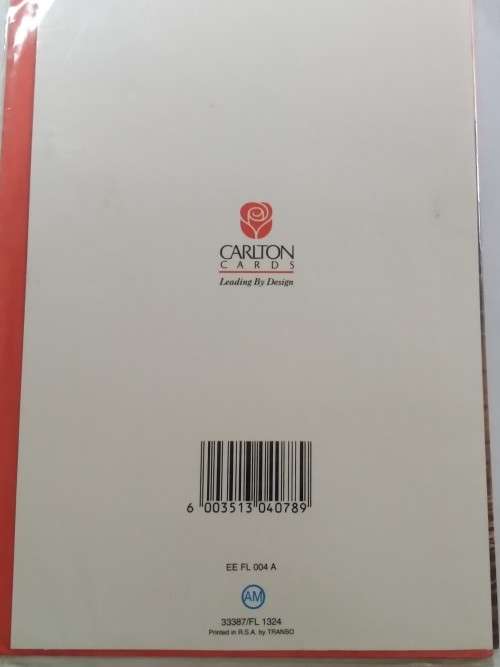 CARLTON
CARDS
Leading By Design
6 003513 040789
EE FL 004 A
AM
33387/FL 1324
Printed in R.S.A. by TRANSO